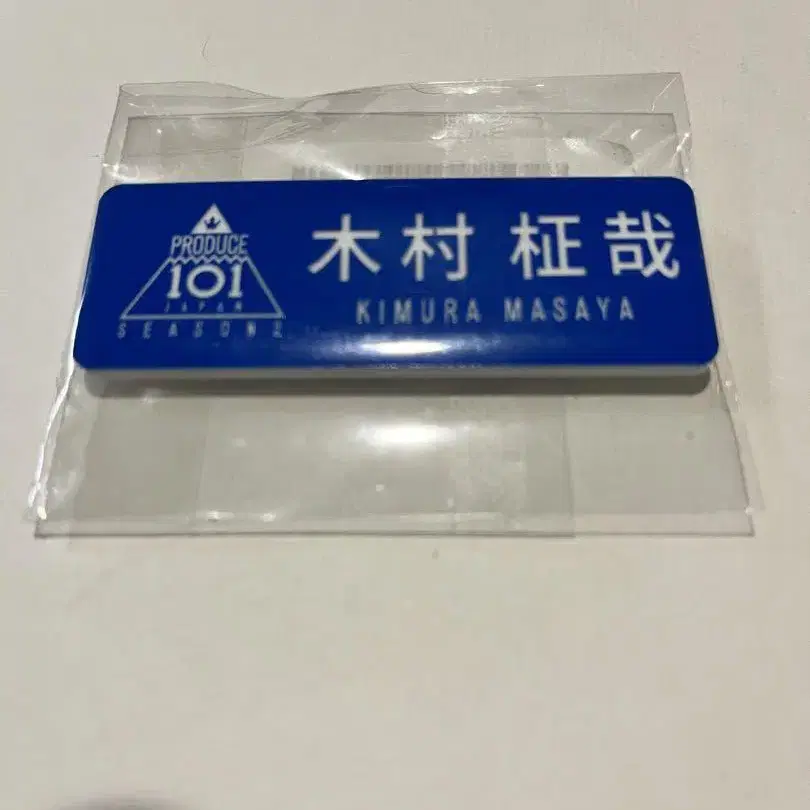 PRODUCE
101
JAPAN
SEASON2
木村 柾哉
KIMURA MASAYA